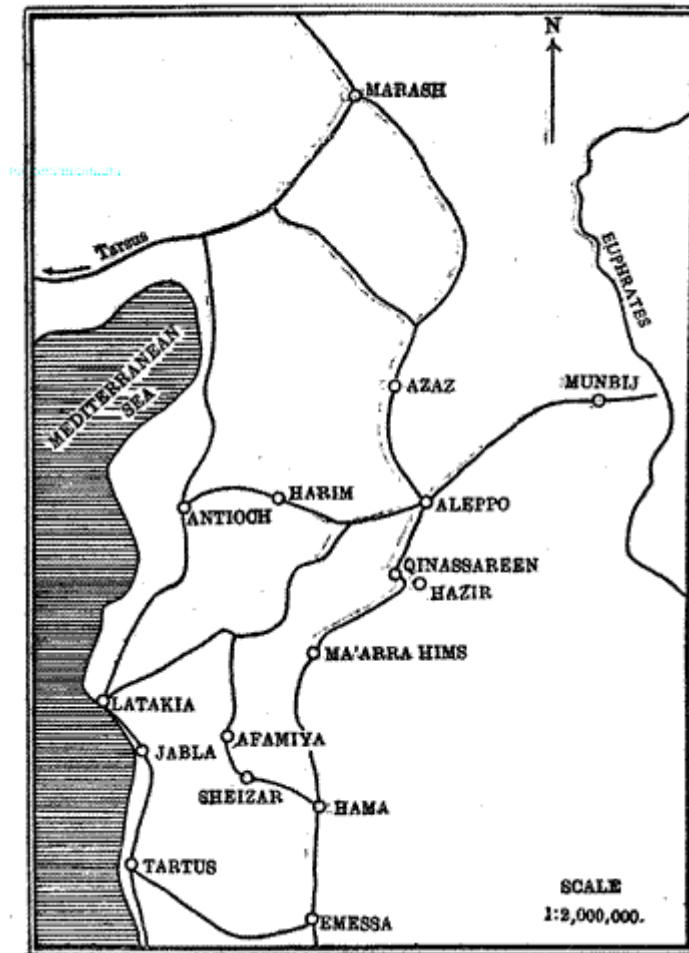 N
MARASH
Tarsus
EUPHRATES
MEDITERRANEAN
SEA
AZAZ
MUNBIJ
HARIM
ANTIOCH
ALEPPO
QINASSAREEN
HAZIR
MA'ARRA HIMS
LATAKIA
AFAMIYA
JABLA
SHEIZAR
HAMA
TARTUS
SCALE
1:2,000,000.
EMESSA